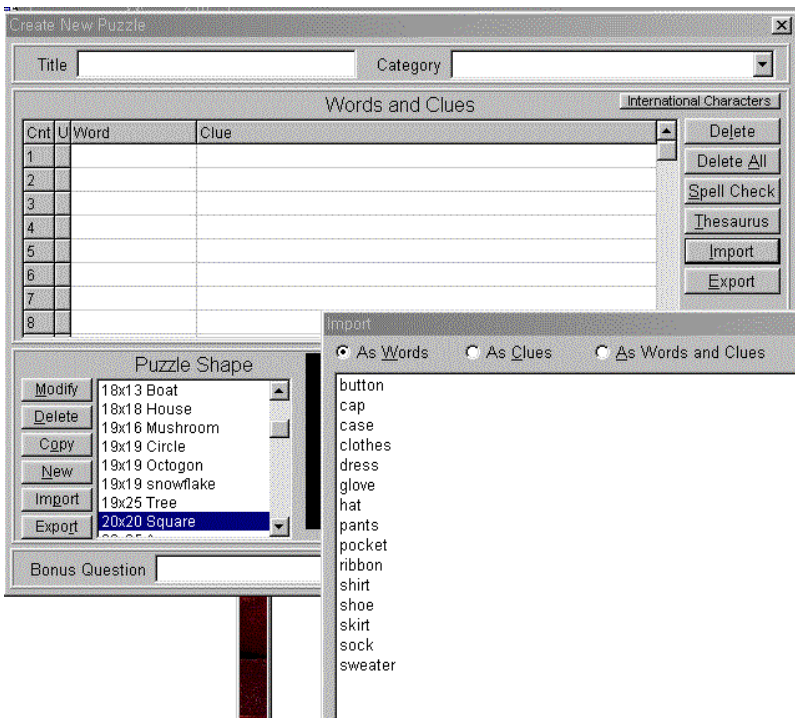 Create New Puzzle
Title
Category
Words and Clues
International Characters
Cnt U Word Clue
1
2
3
4
5
6
7
8
Delete
Delete All
Spell Check
Thesaurus
Import
Export
Puzzle Shape
Modify
Delete
Copy
New
Import
Export
18x13 Boat
18x18 House
19x16 Mushroom
19x19 Circle
19x19 Octogon
19x19 snowflake
19x25 Tree
20x20 Square
Bonus Question
Import
As Words As Clues As Words and Clues
button
cap
case
clothes
dress
glove
hat
pants
pocket
ribbon
shirt
shoe
skirt
sock
sweater